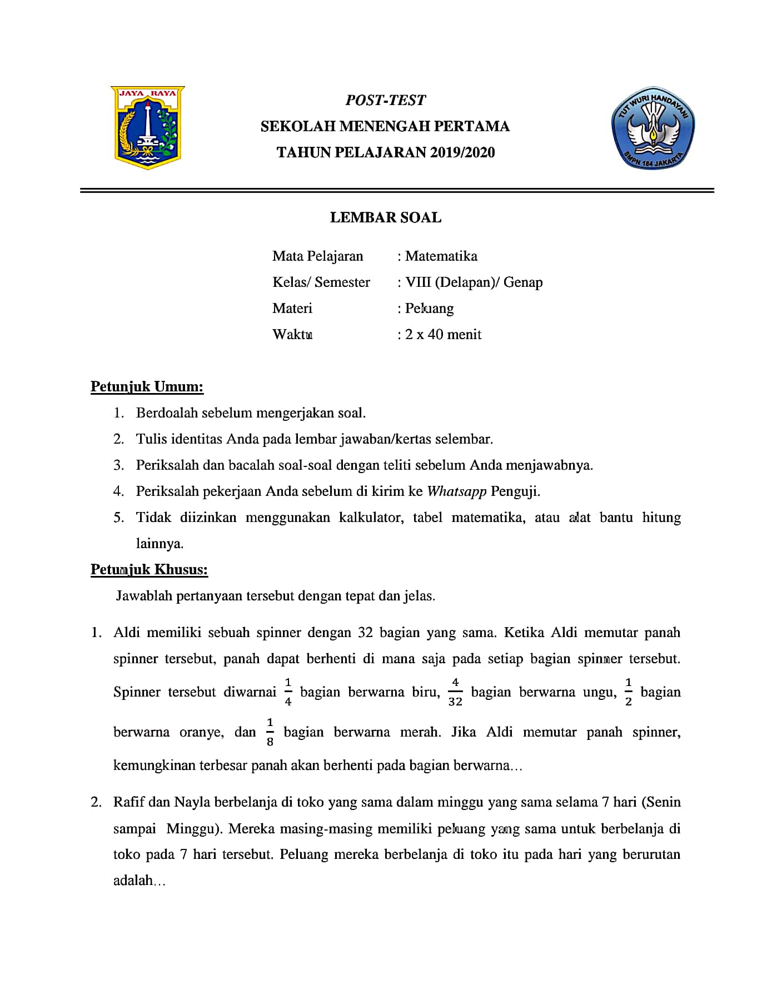 JAYA RAYA
TUT WURI HANDAYANI
SMPN 184 JAKARTA
POST-TEST
SEKOLAH MENENGAH PERTAMA
TAHUN PELAJARAN 2019/2020
LEMBAR SOAL
Mata Pelajaran : Matematika
Kelas/ Semester : VIII (Delapan)/ Genap
Materi : Peluang
Waktu : 2 x 40 menit
Petunjuk Umum:
1. Berdoalah sebelum mengerjakan soal.
2. Tulis identitas Anda pada lembar jawaban/kertas selembar.
3. Periksalah dan bacalah soal-soal dengan teliti sebelum Anda menjawabnya.
4. Periksalah pekerjaan Anda sebelum di kirim ke Whatsapp Penguji.
5. Tidak diizinkan menggunakan kalkulator, tabel matematika, atau alat bantu hitung
lainnya.
Petunjuk Khusus:
Jawablah pertanyaan tersebut dengan tepat dan jelas.
1. Aldi memiliki sebuah spinner dengan 32 bagian yang sama. Ketika Aldi memutar panah
spinner tersebut, panah dapat berhenti di mana saja pada setiap bagian spinner tersebut.
Spinner tersebut diwarnai 1/4 bagian berwarna biru, 4/32 bagian berwarna ungu, 1/2 bagian
berwarna oranye, dan 1/8 bagian berwarna merah. Jika Aldi memutar panah spinner,
kemungkinan terbesar panah akan berhenti pada bagian berwarna…
2. Rafif dan Nayla berbelanja di toko yang sama dalam minggu yang sama selama 7 hari (Senin
sampai Minggu). Mereka masing-masing memiliki peluang yang sama untuk berbelanja di
toko pada 7 hari tersebut. Peluang mereka berbelanja di toko itu pada hari yang berurutan
adalah…